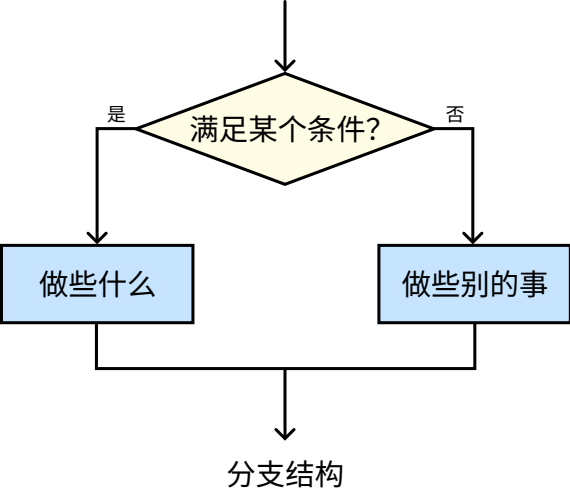 是
否
满足某个条件？
做些什么
做些别的事
分支结构